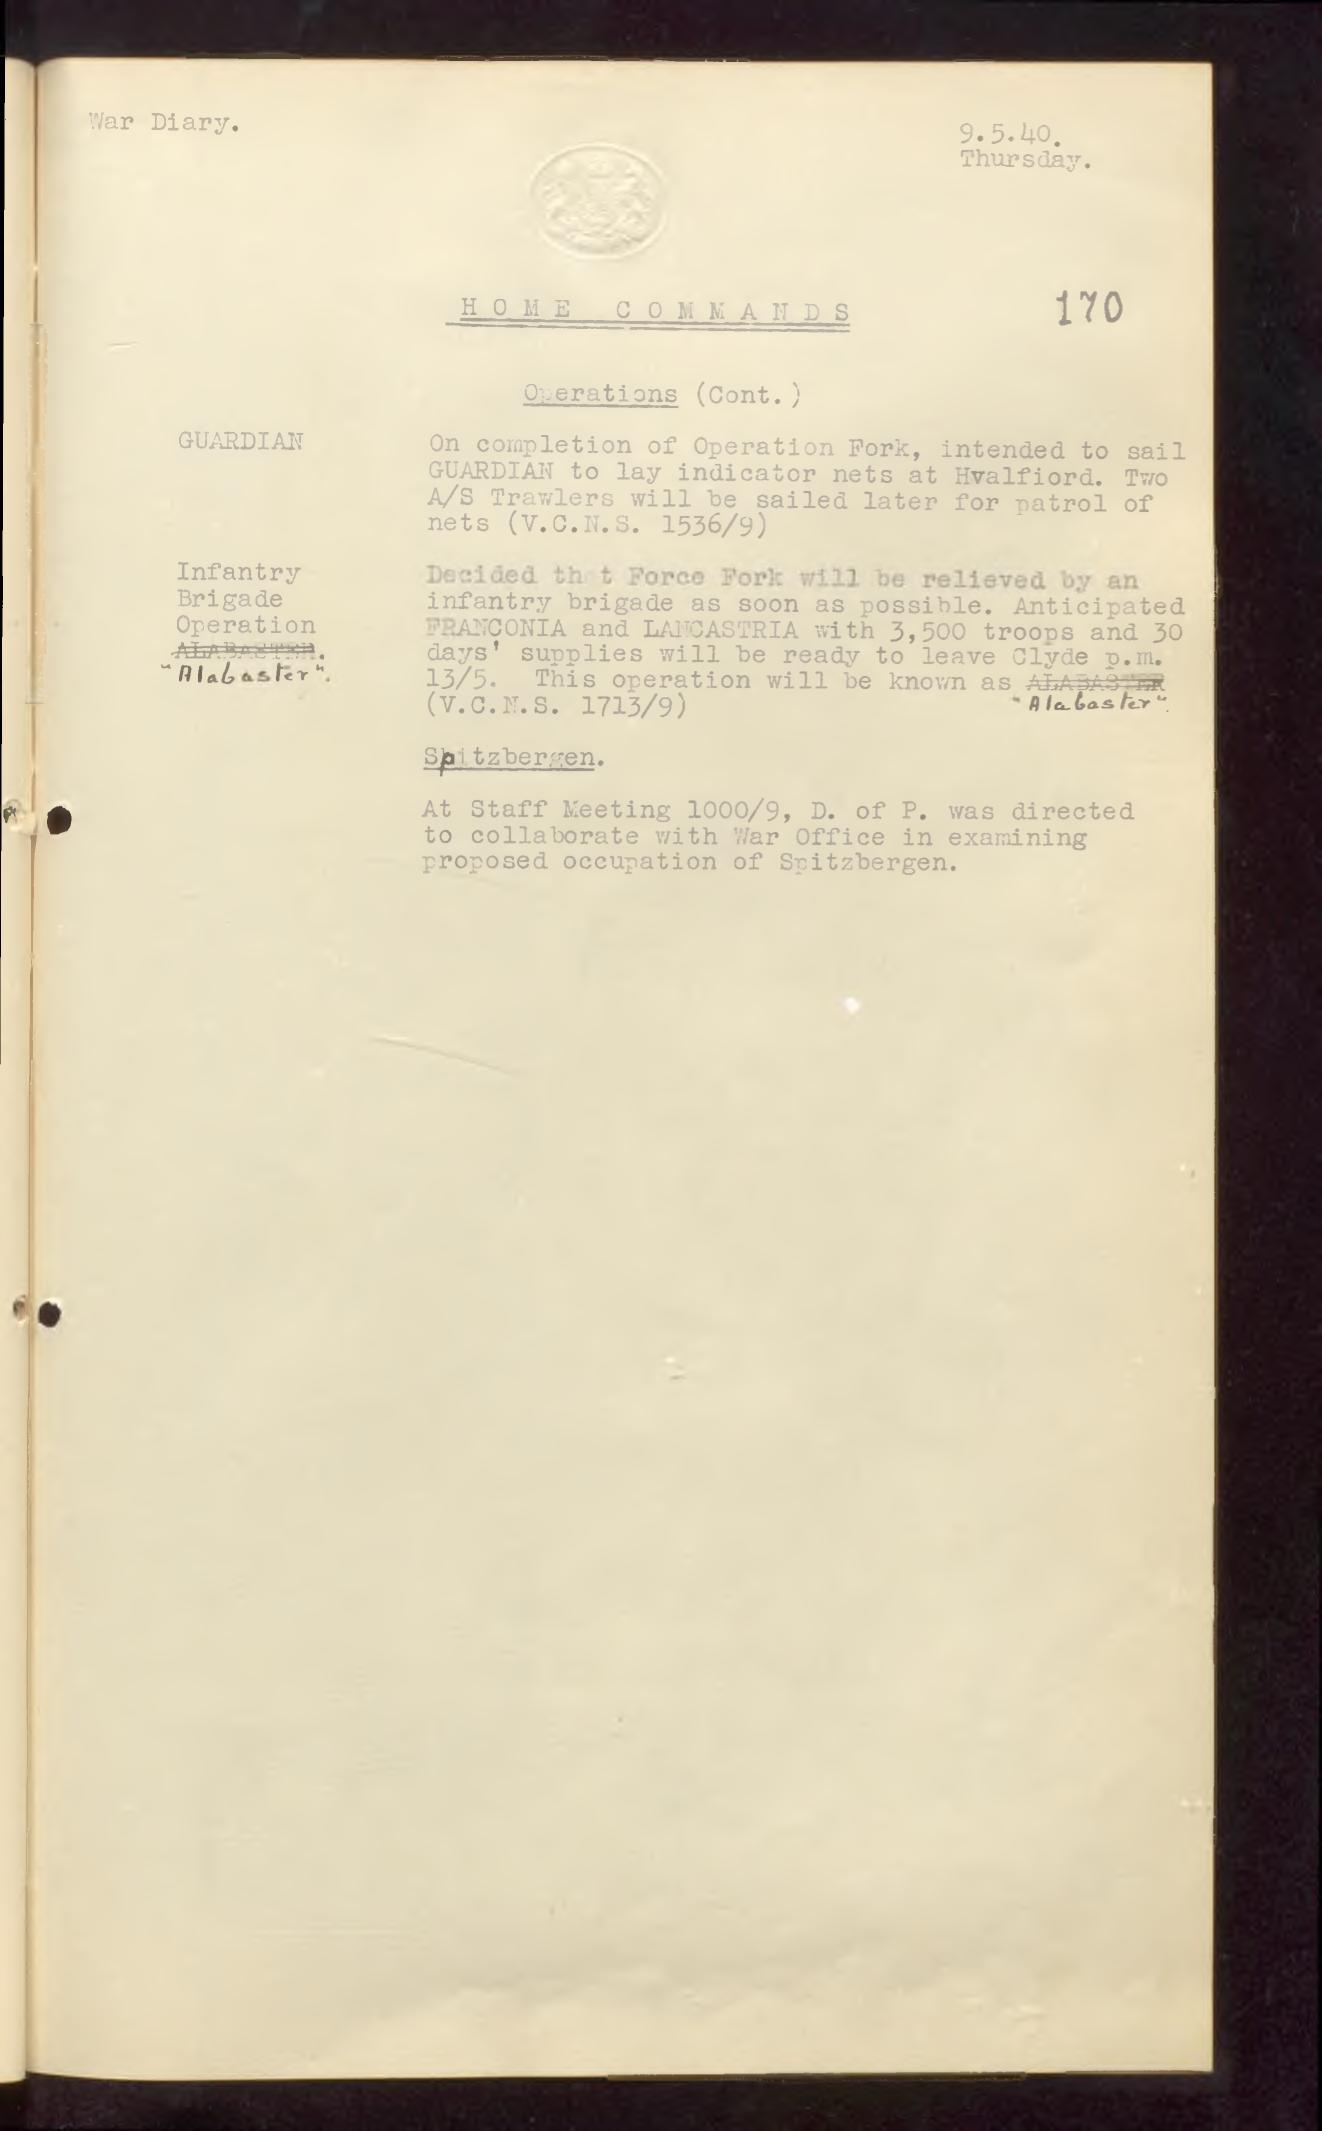 War Diary.
9.5.40.
Thursday.
HOME COMMANDS
170
Operations (Cont.)
GUARDIAN
On completion of Operation Fork, intended to sail
GUARDIAN to lay indicator nets at Hvalfiord. Two
A/S Trawlers will be sailed later for patrol of
nets (V.C.N.S. 1536/9)
Infantry
Brigade
Operation
ALABASTER.
"Alabaster".
Decided th t Force Fork will be relieved by an
infantry brigade as soon as possible. Anticipated
FRANCONIA and LANCASTRIA with 3,500 troops and 30
days' supplies will be ready to leave Clyde p.m.
13/5. This operation will be known as ALABASTER
(V.C.N.S. 1713/9) "Alabaster".
Spitzbergen.
At Staff Meeting 1000/9, D. of P. was directed
to collaborate with War Office in examining
proposed occupation of Spitzbergen.